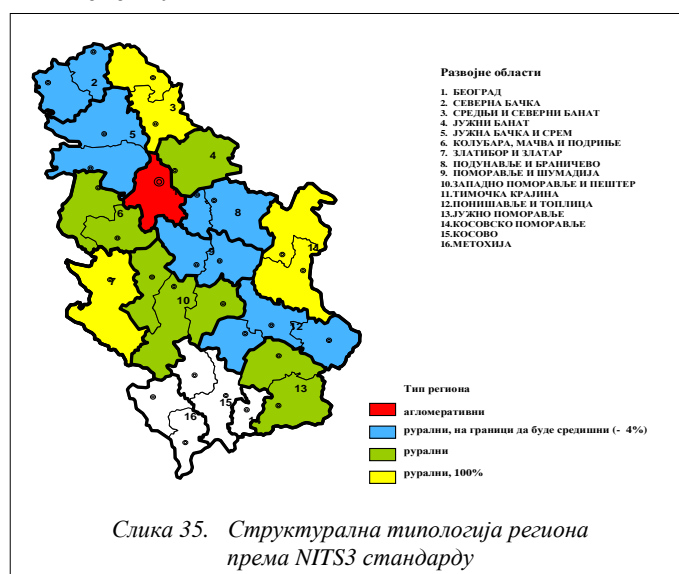 Развојне области
1. БЕОГРАД
2. СЕВЕРНА БАЧКА
3. СРЕДЊИ И СЕВЕРНИ БАНАТ
4. ЈУЖНИ БАНАТ
5. ЈУЖНА БАЧКА И СРЕМ
6. КОЛУБАРА, МАЧВА И ПОДРИЊЕ
7. ЗЛАТИБОР И ЗЛАТАР
8. ПОДУНАВЉЕ И БРАНИЧЕВО
9. ПОМОРАВЉЕ И ШУМАДИЈА
10.ЗАПАДНО ПОМОРАВЉЕ И ПЕШТЕР
11.ТИМОЧКА КРАЈИНА
12.ПОНИШАВЉЕ И ТОПЛИЦА
13.ЈУЖНО ПОМОРАВЉЕ
14.КОСОВСКО ПОМОРАВЉЕ
15.КОСОВО
16.МЕТОХИЈА
2
3
5
4
6
8
9
7
10
12
13
15
16
Тип региона
агломеративни
рурални, на граници да буде средишни (- 4%)
рурални
рурални, 100%
Слика 35. Структурална типологија региона
према NITS3 стандарду